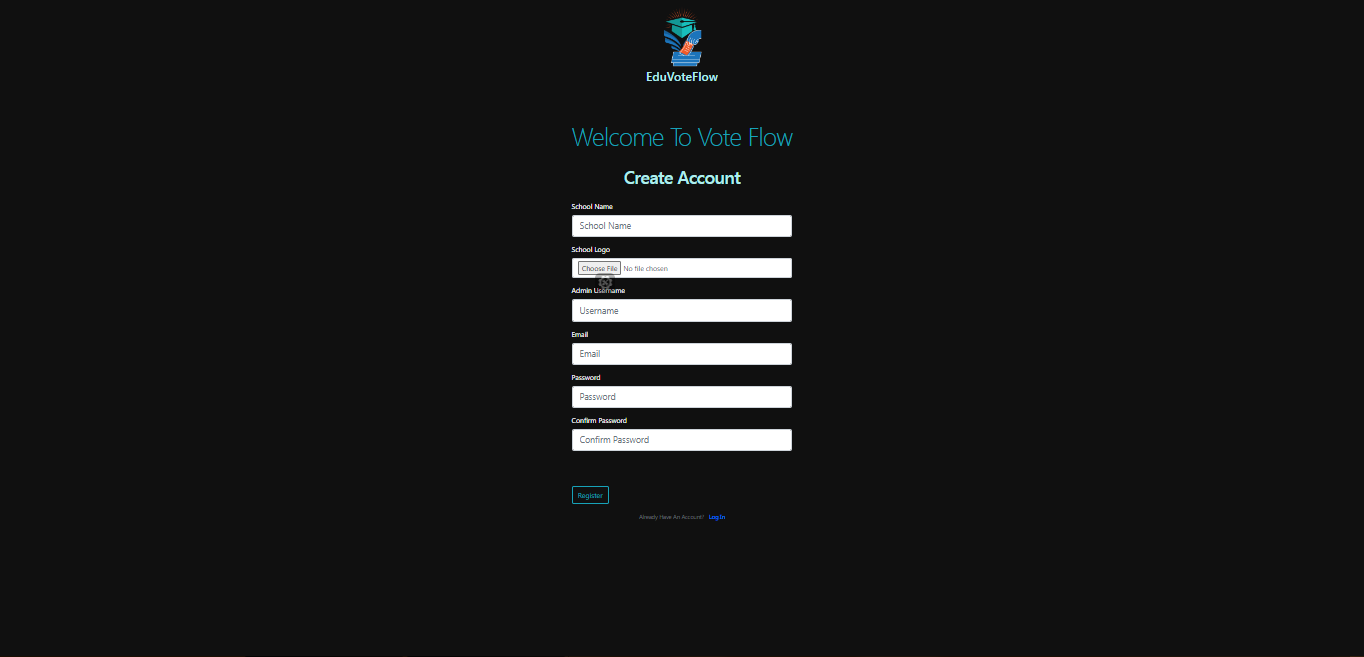 EduVoteFlow
Welcome To Vote Flow
Create Account
School Name
School Name
School Logo
Choose File No file chosen
Admin Username
Username
Email
Email
Password
Password
Confirm Password
Confirm Password
Register
Already Have An Account? Log In